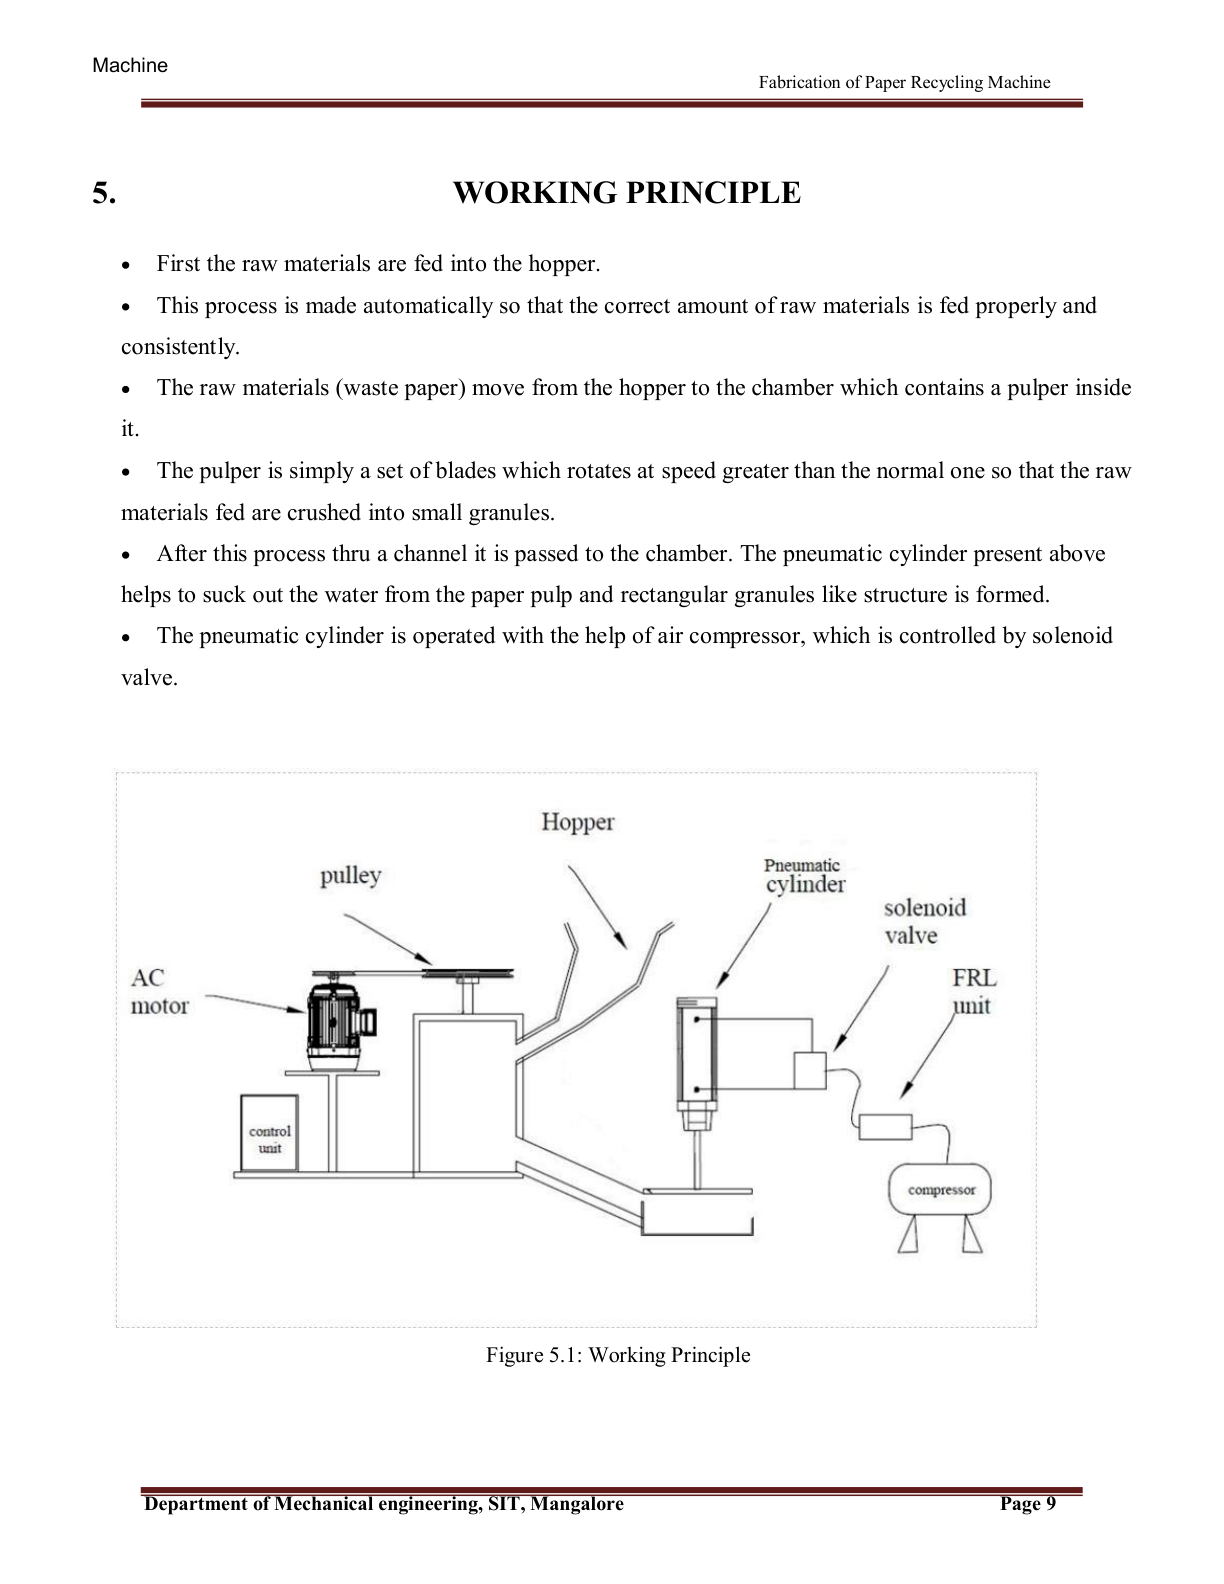 Machine
Fabrication of Paper Recycling Machine
5. WORKING PRINCIPLE
• First the raw materials are fed into the hopper.
• This process is made automatically so that the correct amount of raw materials is fed properly and
consistently.
• The raw materials (waste paper) move from the hopper to the chamber which contains a pulper inside
it.
• The pulper is simply a set of blades which rotates at speed greater than the normal one so that the raw
materials fed are crushed into small granules.
• After this process thru a channel it is passed to the chamber. The pneumatic cylinder present above
helps to suck out the water from the paper pulp and rectangular granules like structure is formed.
• The pneumatic cylinder is operated with the help of air compressor, which is controlled by solenoid
valve.
Hopper
pulley
Pneumatic
cylinder
solenoid
valve
AC
motor
FRL
unit
control
unit
compressor
Figure 5.1: Working Principle
Department of Mechanical engineering, SIT, Mangalore Page 9